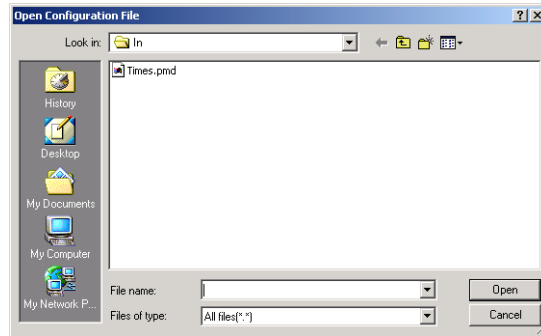 Open Configuration File
Look in: In
Times.pmd
History
Desktop
My Documents
My Computer
My Network P...
File name:
Open
Files of type: All files(*.*)
Cancel